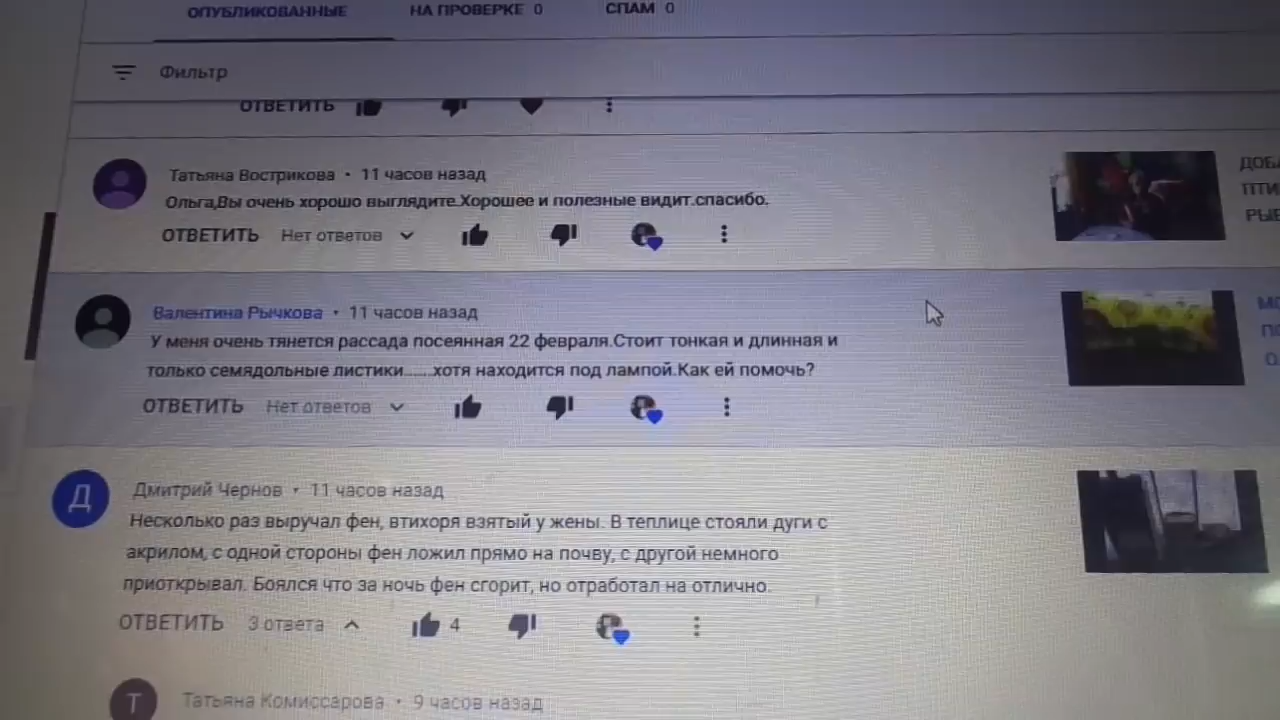 ОПУБЛИКОВАННЫЕ НА ПРОВЕРКЕ 0 СПАМ 0
Фильтр
ОТВЕТИТЬ
Татьяна Вострикова • 11 часов назад
Ольга,Вы очень хорошо выглядите.Хорошее и полезные видит.спасибо.
ОТВЕТИТЬ Нет ответов
ДОБА
ПТИ
РЫБ
Валентина Рычкова • 11 часов назад
У меня очень тянется рассада посеянная 22 февраля.Стоит тонкая и длинная и
только семядольные листики......хотя находится под лампой.Как ей помочь?
ОТВЕТИТЬ Нет ответов
Д
Дмитрий Чернов • 11 часов назад
Несколько раз выручал фен, втихоря взятый у жены. В теплице стояли дуги с
акрилом, с одной стороны фен ложил прямо на почву, с другой немного
приоткрывал. Боялся что за ночь фен сгорит, но отработал на отлично.
ОТВЕТИТЬ 3 ответа 4
Т
Татьяна Комиссарова • 9 часов назад